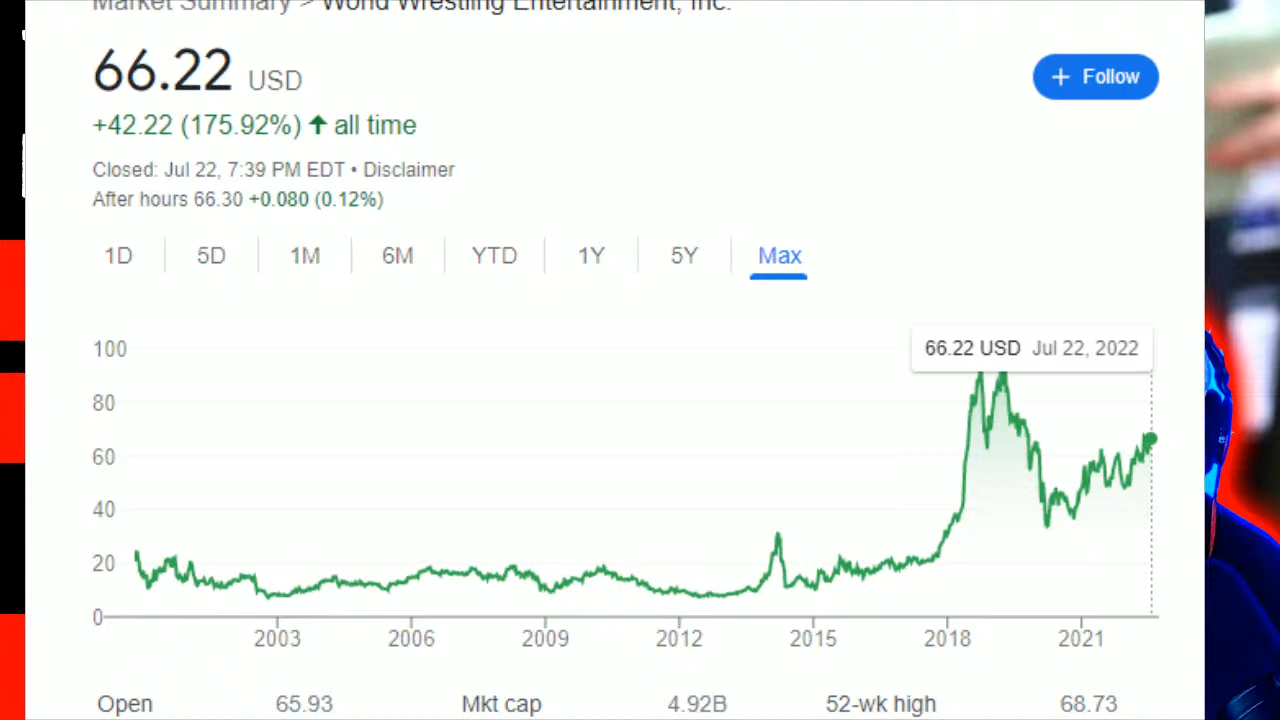 Market Summary > World Wrestling Entertainment, Inc.
66.22 USD
+ Follow
+42.22 (175.92%) ↑ all time
Closed: Jul 22, 7:39 PM EDT • Disclaimer
After hours 66.30 +0.080 (0.12%)
1D 5D 1M 6M YTD 1Y 5Y Max
66.22 USD Jul 22, 2022
100
80
60
40
20
0
2003 2006 2009 2012 2015 2018 2021
Open 65.93 Mkt cap 4.92B 52-wk high 68.73